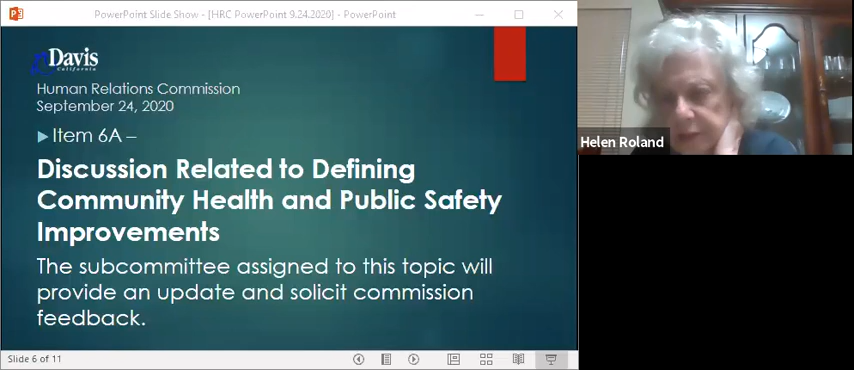 PowerPoint Slide Show - [HRC PowerPoint 9.24.2020] - PowerPoint
Davis
California
Human Relations Commission
September 24, 2020
Item 6A –
Discussion Related to Defining
Community Health and Public Safety
Improvements
The subcommittee assigned to this topic will
provide an update and solicit commission
feedback.
Slide 6 of 11
Helen Roland